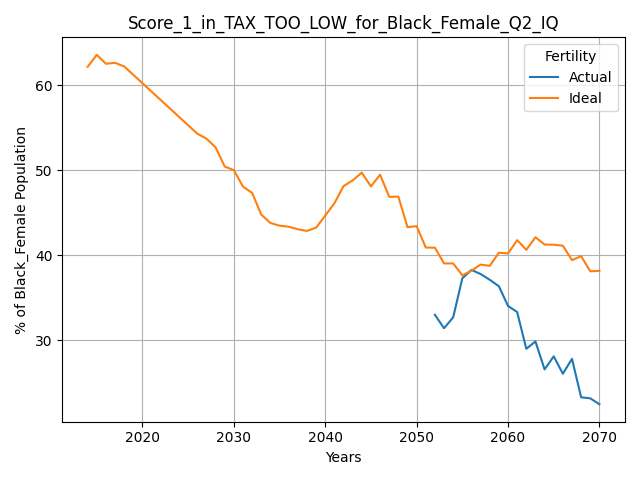 Score_1_in_TAX_TOO_LOW_for_Black_Female_Q2_IQ
Fertility
Actual
Ideal
% of Black_Female Population
60
50
40
30
2020 2030 2040 2050 2060 2070
Years